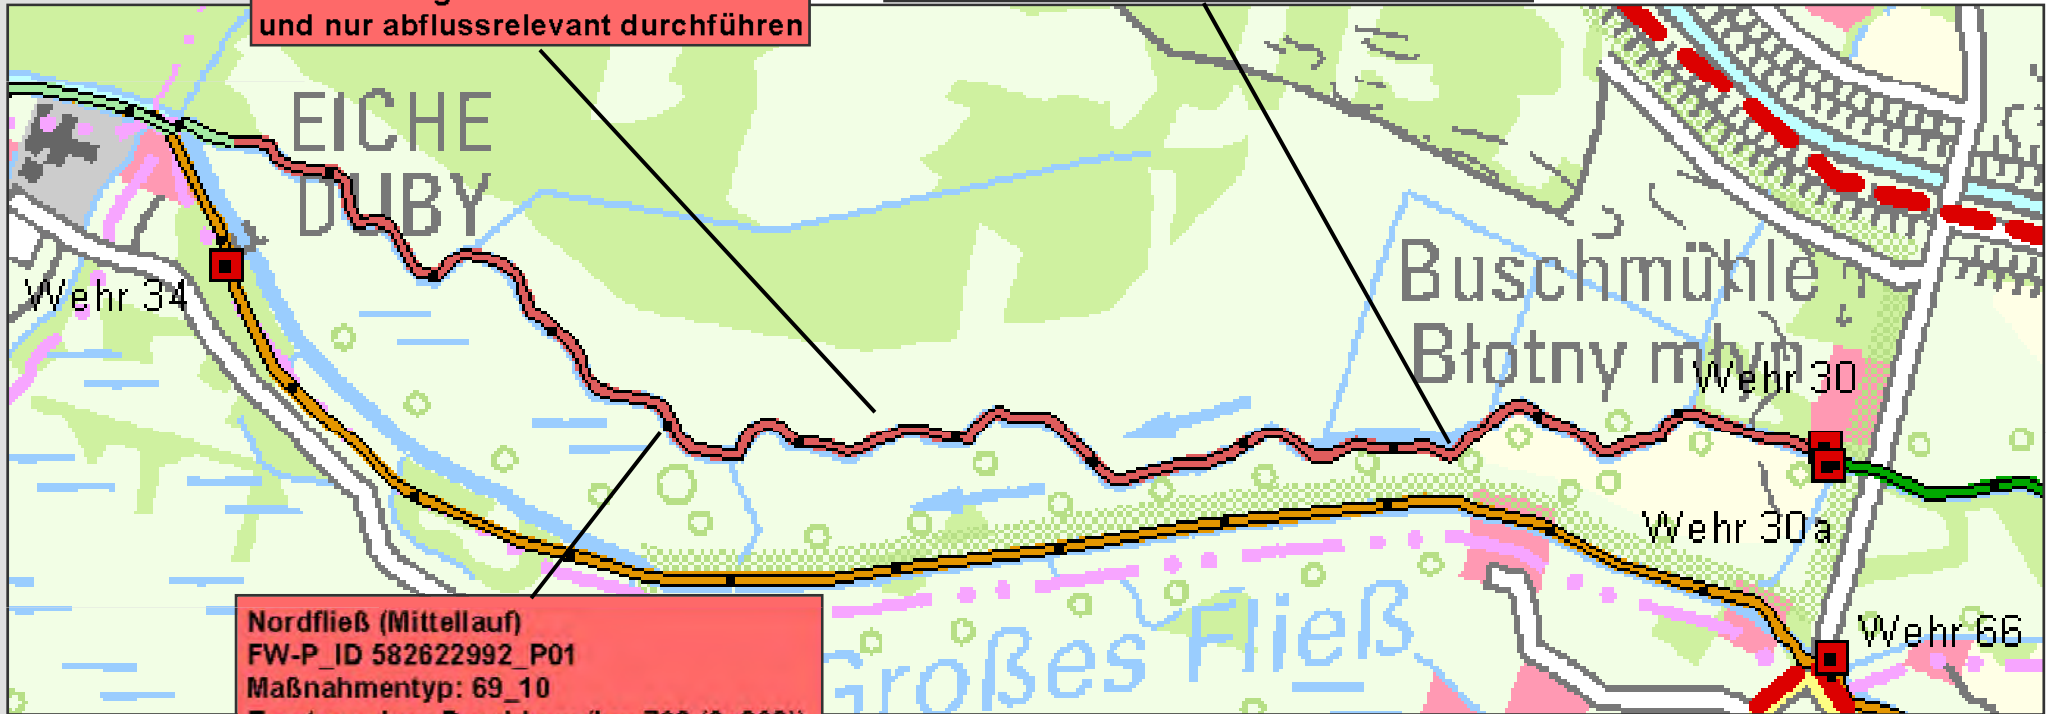 und nur abflussrelevant durchführen
EICHE
DUBY
Wehr 34
Buschmühle
Błotny młyn
Wehr 30
Wehr 30a
Wehr 66
Großes Fließ
Nordfließ (Mittellauf)
FW-P_ID 582622992_P01
Maßnahmentyp: 69_10